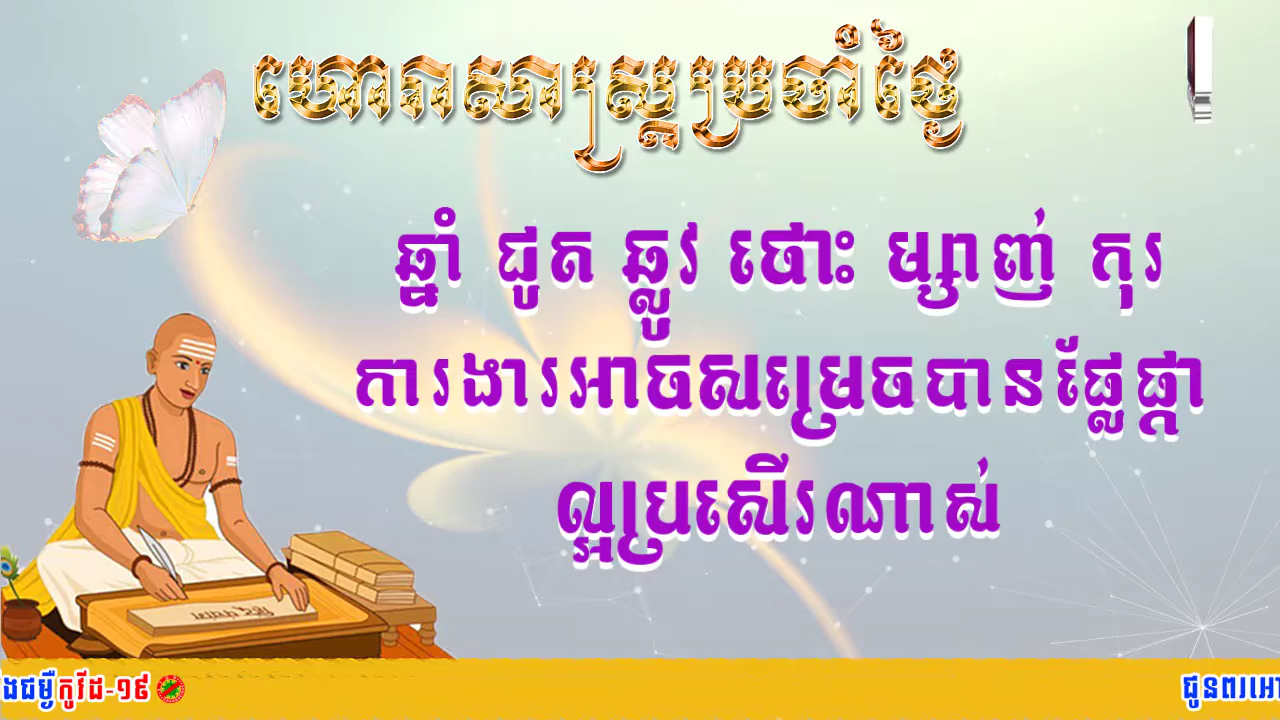 ហោរាសាស្ត្រប្រចាំថ្ងៃ
ឆ្នាំ ជូត ឆ្លូវ ថោះ ម្សាញ់ កុរ
ការងារអាចសម្រេចបានផ្លែផ្កា
ល្អប្រសើរណាស់
ងជម្ងឺកូវីដ-១៩
ជូនពរអោ